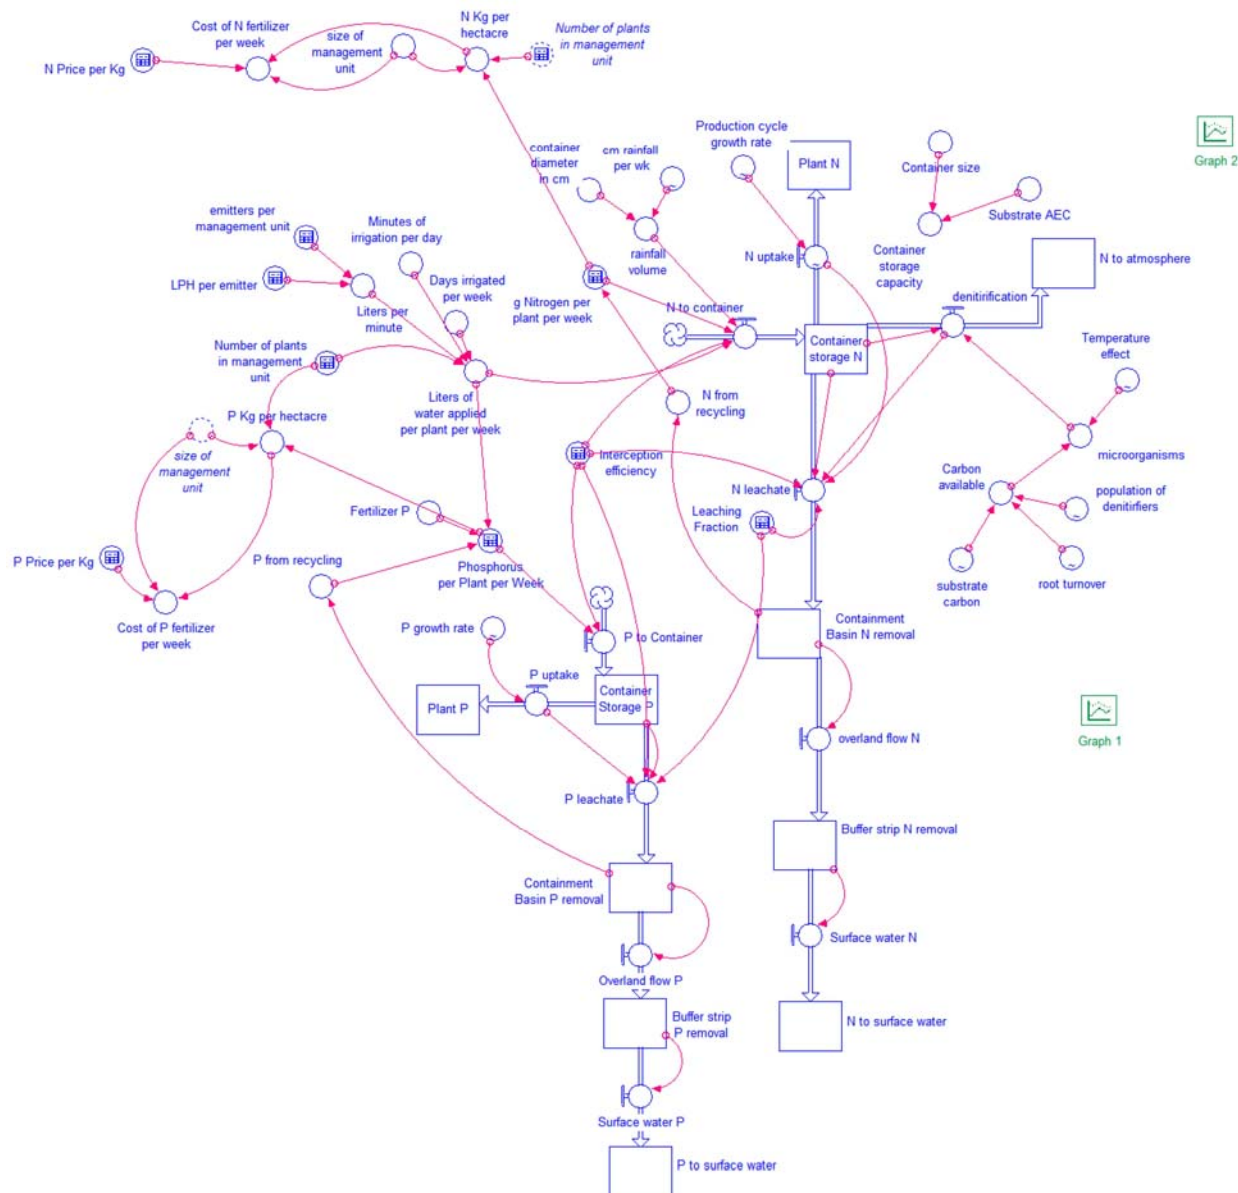 Cost of N fertilizer
per week
size of
management
unit
N Kg per
hectacre
Number of plants
in management
unit
N Price per Kg
Production cycle
growth rate
Plant N
Graph 2
container
diameter
in cm
cm rainfall
per wk
Container size
Substrate AEC
emitters per
management unit
Minutes of
irrigation per day
rainfall
volume
N uptake
Container
storage
capacity
N to atmosphere
LPH per emitter
Days irrigated
per week
Liters per
minute
g Nitrogen per
plant per week
N to container
denitirification
Container
storage N
Number of plants
in management
unit
Temperature
effect
Liters of
water applied
per plant per week
N from
recycling
P Kg per hectacre
size of
management
unit
Interception
efficiency
microorganisms
Carbon
available
N leachate
Leaching
Fraction
population of
denitirfiers
Fertilizer P
P from recycling
Phosphorus
per Plant per Week
P Price per Kg
substrate
carbon
root turnover
Cost of P fertilizer
per week
P growth rate
P to Container
Containment
Basin N removal
P uptake
Plant P
Container
Storage P
overland flow N
Graph 1
P leachate
Buffer strip N removal
Containment
Basin P removal
Surface water N
Overland flow P
Buffer strip
P removal
N to surface water
Surface water P
P to surface water